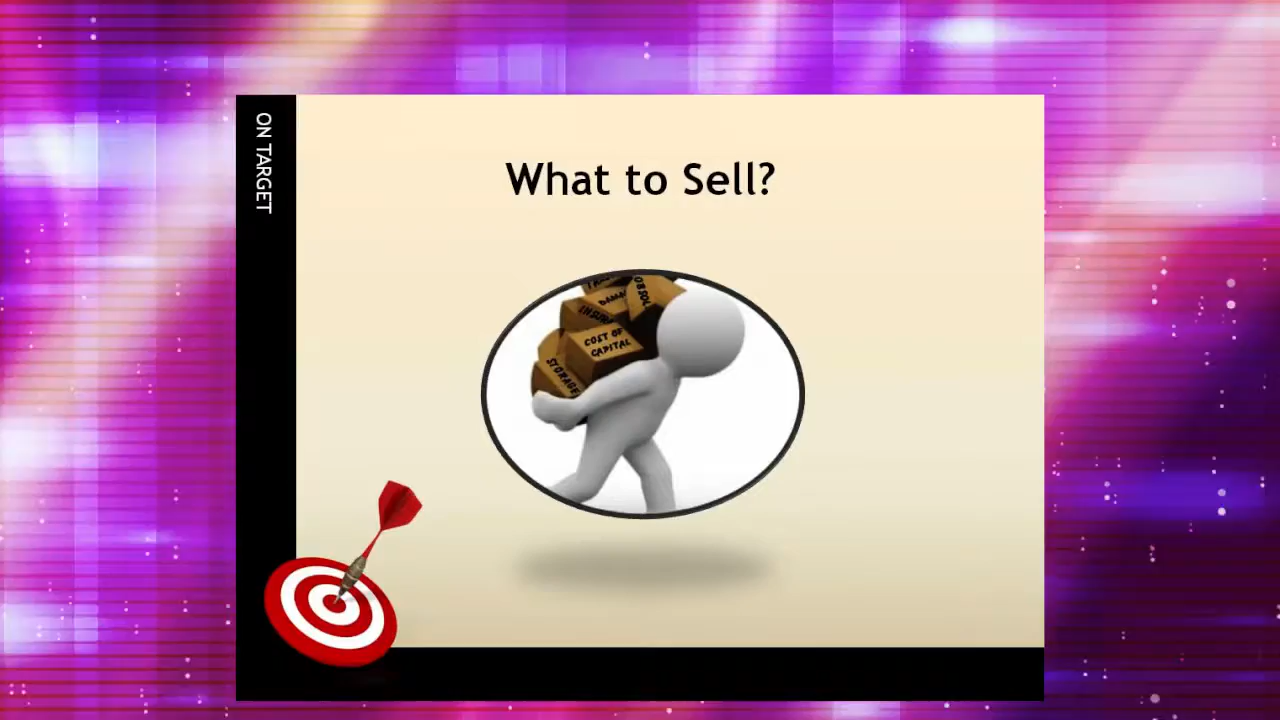 ON TARGET
What to Sell?
COST OF
CAPITAL
STORAGE